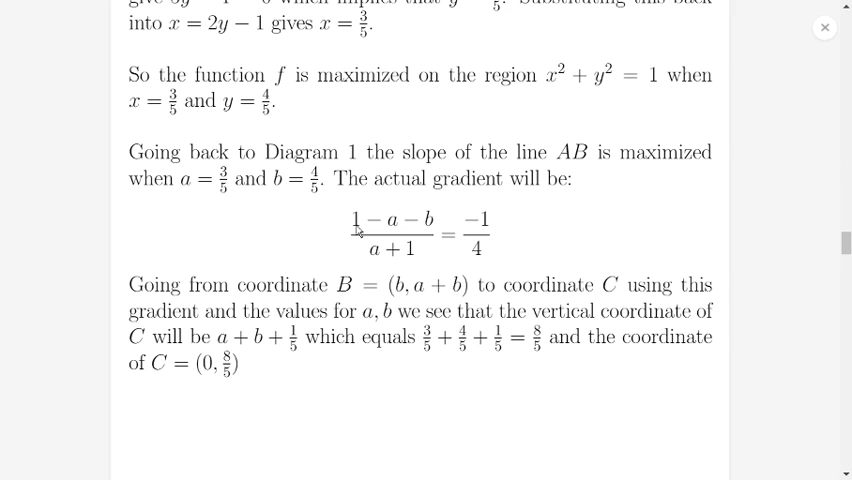 into x = 2y − 1 gives x = 3/5.
So the function f is maximized on the region x² + y² = 1 when
x = 3/5 and y = 4/5.
Going back to Diagram 1 the slope of the line AB is maximized
when a = 3/5 and b = 4/5. The actual gradient will be:
(1 − a − b)/(a + 1) = −1/4
Going from coordinate B = (b, a + b) to coordinate C using this
gradient and the values for a, b we see that the vertical coordinate of
C will be a + b + 1/5 which equals 3/5 + 4/5 + 1/5 = 8/5 and the coordinate
of C = (0, 8/5)